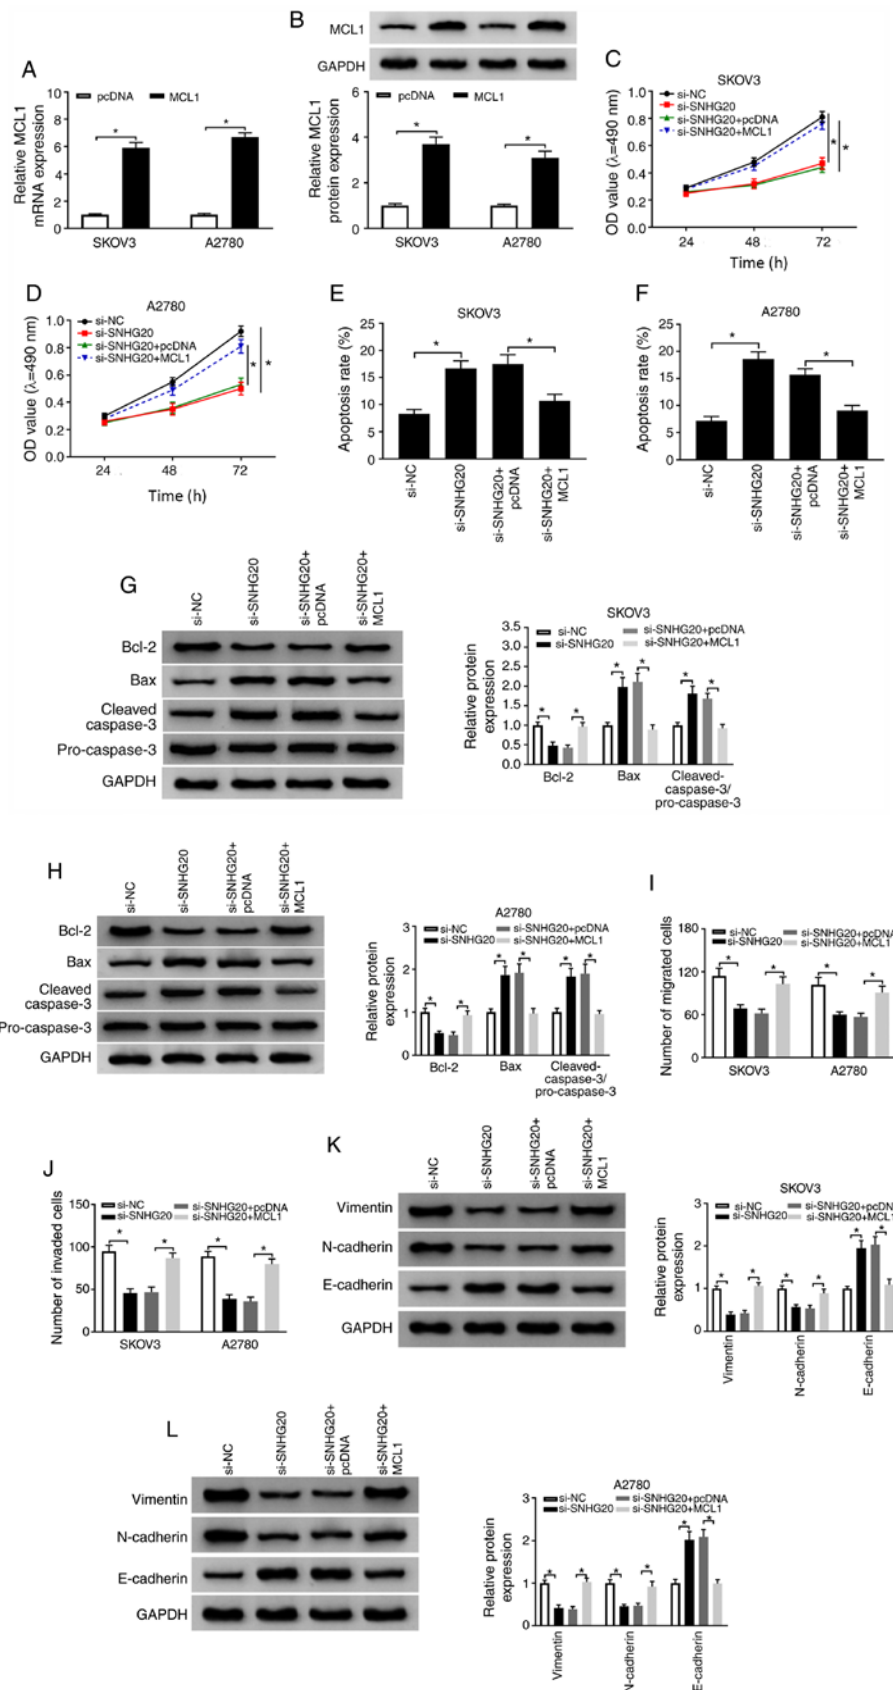 A
pcDNA
MCL1
Relative MCL1
mRNA expression
10
8
6
4
2
0
*
*
SKOV3
A2780
B
MCL1
GAPDH
pcDNA
MCL1
Relative MCL1
protein expression
5
4
3
2
1
0
*
*
SKOV3
A2780
C
SKOV3
si-NC
si-SNHG20
si-SNHG20+pcDNA
si-SNHG20+MCL1
OD value (λ=490 nm)
1.0
0.8
0.6
0.4
0.2
0.0
*
*
24
48
72
Time (h)
D
A2780
si-NC
si-SNHG20
si-SNHG20+pcDNA
si-SNHG20+MCL1
OD value (λ=490 nm)
1.0
0.8
0.6
0.4
0.2
0.0
*
*
24
48
72
Time (h)
E
SKOV3
Apoptosis rate (%)
25
20
15
10
5
0
*
*
si-NC
si-SNHG20
si-SNHG20+
pcDNA
si-SNHG20+
MCL1
F
A2780
Apoptosis rate (%)
25
20
15
10
5
0
*
*
si-NC
si-SNHG20
si-SNHG20+
pcDNA
si-SNHG20+
MCL1
G
si-NC
si-SNHG20
si-SNHG20+
pcDNA
si-SNHG20+
MCL1
Bcl-2
Bax
Cleaved
caspase-3
Pro-caspase-3
GAPDH
SKOV3
si-NC
si-SNHG20+pcDNA
si-SNHG20
si-SNHG20+MCL1
Relative protein
expression
3.5
3.0
2.5
2.0
1.5
1.0
0.5
0.0
*
*
*
*
*
*
Bcl-2
Bax
Cleaved-
caspase-3/
pro-caspase-3
H
si-NC
si-SNHG20
si-SNHG20+
pcDNA
si-SNHG20+
MCL1
Bcl-2
Bax
Cleaved
caspase-3
Pro-caspase-3
GAPDH
A2780
si-NC
si-SNHG20+pcDNA
si-SNHG20
si-SNHG20+MCL1
Relative protein
expression
3
2
1
0
*
*
*
*
*
*
Bcl-2
Bax
Cleaved-
caspase-3/
pro-caspase-3
I
si-NC
si-SNHG20+pcDNA
si-SNHG20
si-SNHG20+MCL1
Number of migrated cells
180
120
60
0
*
*
*
*
SKOV3
A2780
J
si-NC
si-SNHG20+pcDNA
si-SNHG20
si-SNHG20+MCL1
Number of invaded cells
150
100
50
0
*
*
*
*
SKOV3
A2780
K
si-NC
si-SNHG20
si-SNHG20+
pcDNA
si-SNHG20+
MCL1
Vimentin
N-cadherin
E-cadherin
GAPDH
SKOV3
si-NC
si-SNHG20+pcDNA
si-SNHG20
si-SNHG20+MCL1
Relative protein
expression
3
2
1
0
*
*
*
*
*
*
Vimentin
N-cadherin
E-cadherin
L
si-NC
si-SNHG20
si-SNHG20+
pcDNA
si-SNHG20+
MCL1
Vimentin
N-cadherin
E-cadherin
GAPDH
A2780
si-NC
si-SNHG20+pcDNA
si-SNHG20
si-SNHG20+MCL1
Relative protein
expression
3
2
1
0
*
*
*
*
*
*
Vimentin
N-cadherin
E-cadherin